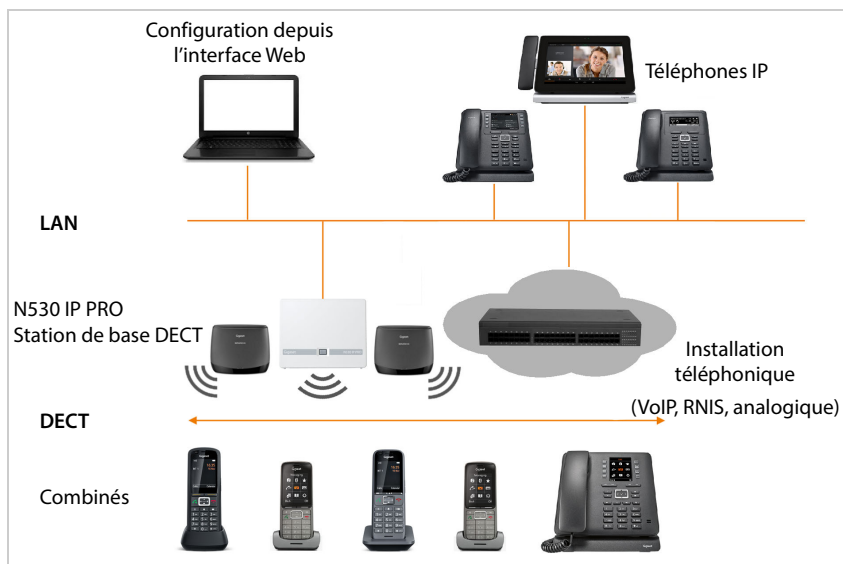 Configuration depuis
l’interface Web
Téléphones IP
LAN
N530 IP PRO
Station de base DECT
Installation
téléphonique
(VoIP, RNIS, analogique)
DECT
Combinés